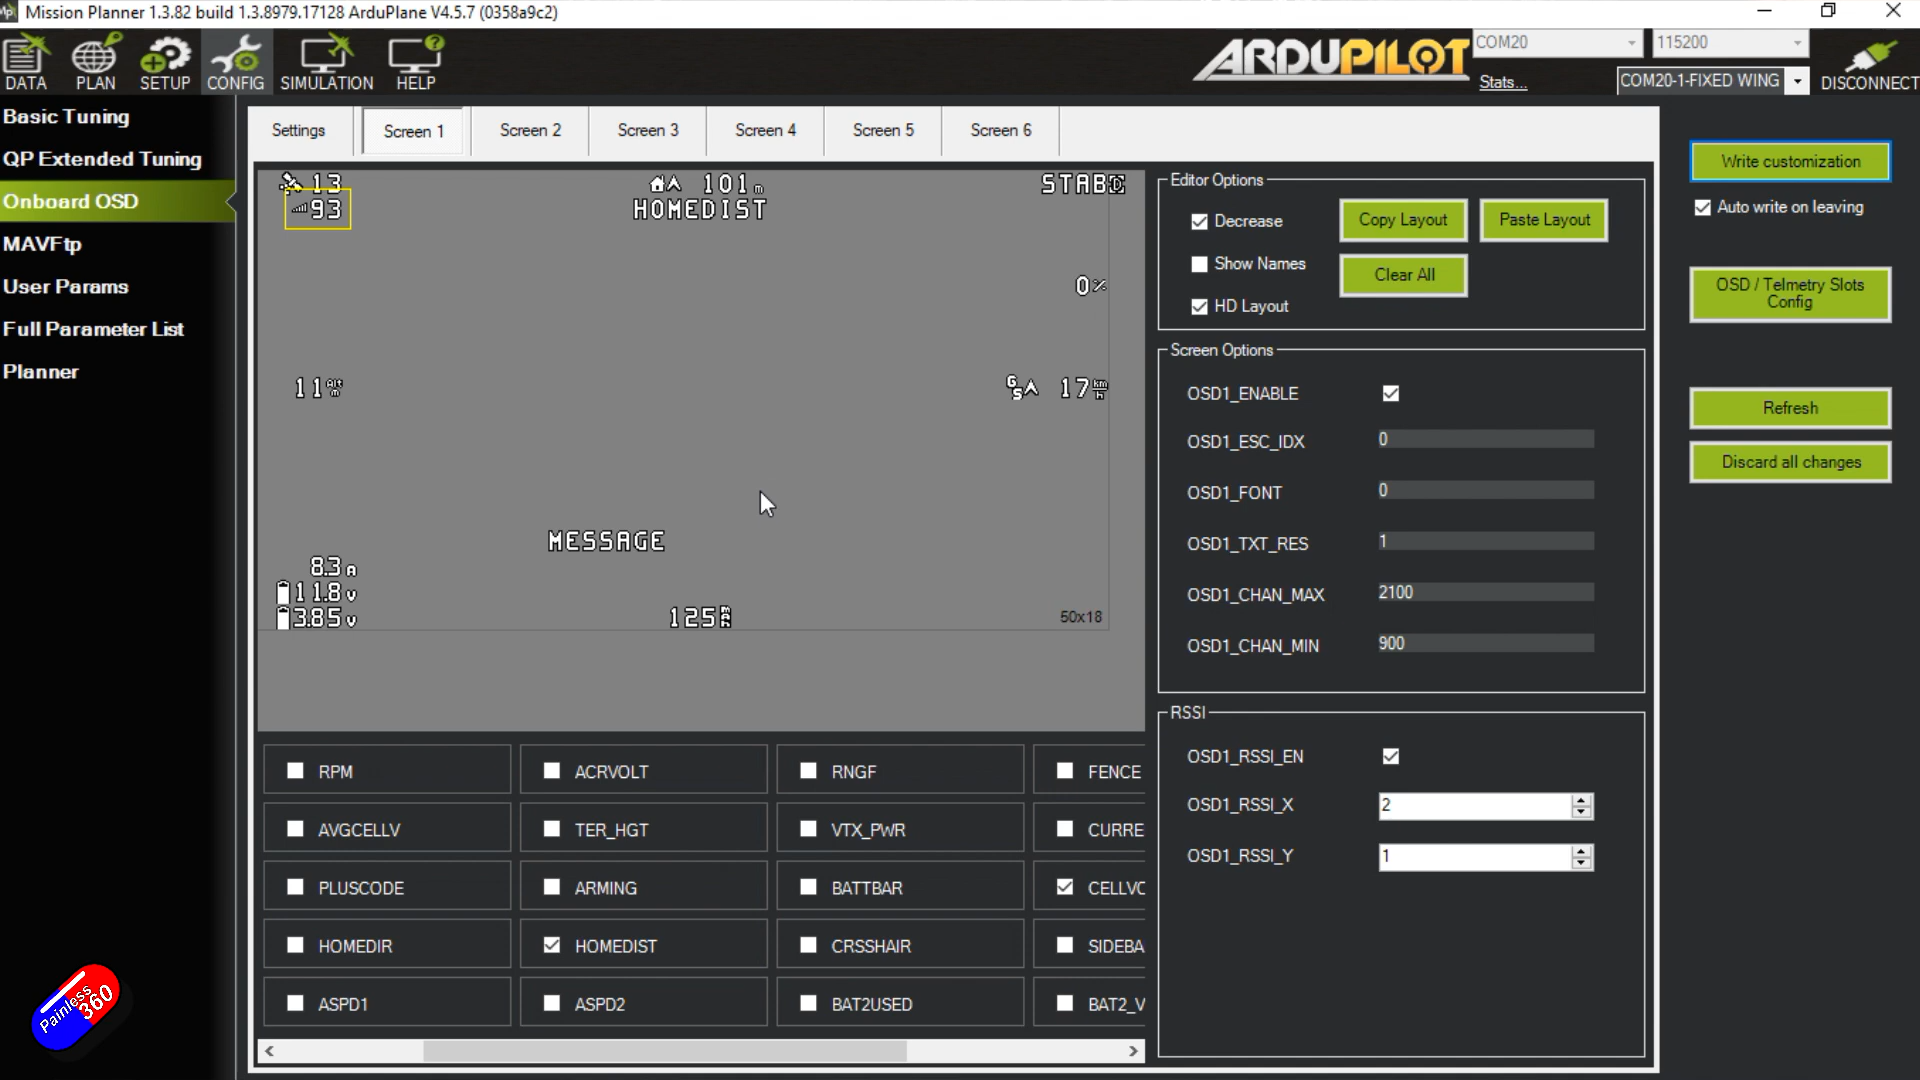 Mission Planner 1.3.82 build 1.3.8979.17128 ArduPlane V4.5.7 (0358a9c2)
DATA
PLAN
SETUP
CONFIG
SIMULATION
HELP
ARDUPILOT
COM20
115200
Stats...
COM20-1-FIXED WING
DISCONNECT
Basic Tuning
QP Extended Tuning
Onboard OSD
MAVFtp
User Params
Full Parameter List
Planner
Settings
Screen 1
Screen 2
Screen 3
Screen 4
Screen 5
Screen 6
13
93
101 m
HOMEDIST
STAB
0%
11 Alt m
GS 17 km h
MESSAGE
8.3 A
11.8 V
3.85 V
125 mAh
50x18
Editor Options
Decrease
Copy Layout
Paste Layout
Show Names
Clear All
HD Layout
Screen Options
OSD1_ENABLE
OSD1_ESC_IDX 0
OSD1_FONT 0
OSD1_TXT_RES 1
OSD1_CHAN_MAX 2100
OSD1_CHAN_MIN 900
RSSI
OSD1_RSSI_EN
OSD1_RSSI_X 2
OSD1_RSSI_Y 1
Write customization
Auto write on leaving
OSD / Telmetry Slots
Config
Refresh
Discard all changes
RPM
ACRVOLT
RNGF
FENCE
AVGCELLV
TER_HGT
VTX_PWR
CURRE
PLUSCODE
ARMING
BATTBAR
CELLVO
HOMEDIR
HOMEDIST
CRSSHAIR
SIDEBA
ASPD1
ASPD2
BAT2USED
BAT2_V
Painless
360